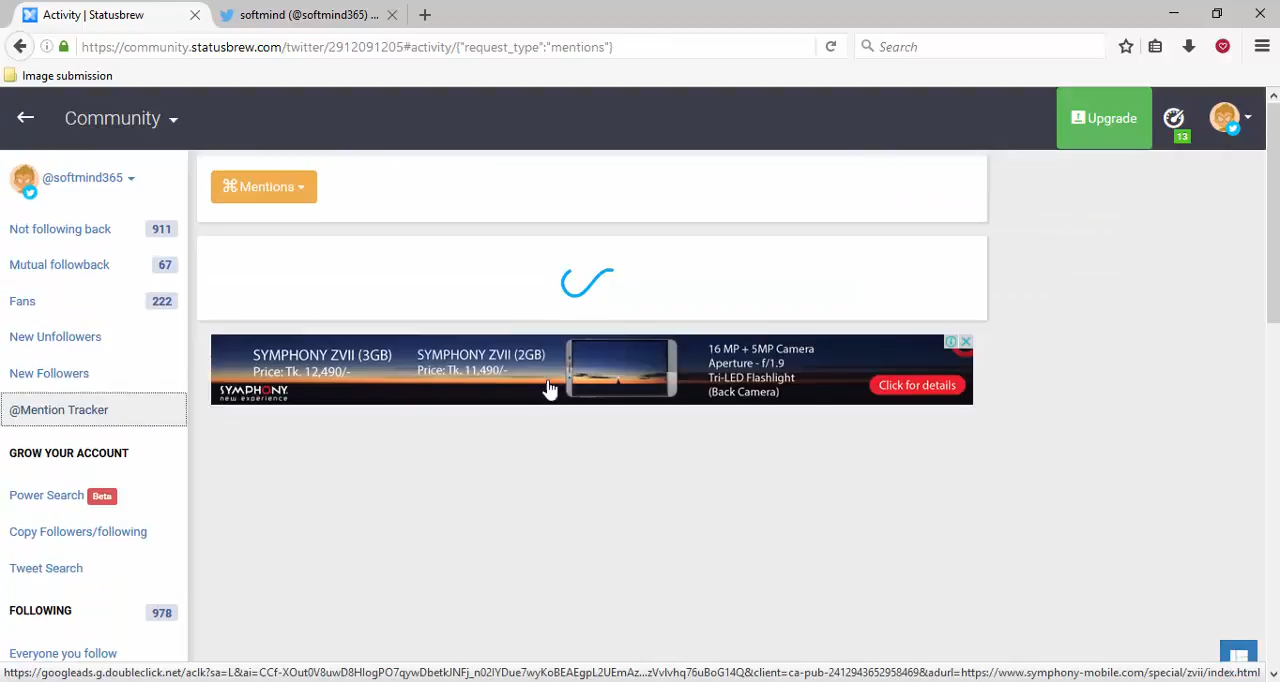 Activity | Statusbrew
softmind (@softmind365) ...
https://community.statusbrew.com/twitter/2912091205#activity/{"request_type":"mentions"}
Search
Image submission
Community
Upgrade
13
@softmind365
Mentions
Not following back 911
Mutual followback 67
Fans 222
New Unfollowers
New Followers
@Mention Tracker
GROW YOUR ACCOUNT
Power Search Beta
Copy Followers/following
Tweet Search
FOLLOWING 978
Everyone you follow
SYMPHONY ZVII (3GB)
Price: Tk. 12,490/-
SYMPHONY ZVII (2GB)
Price: Tk. 11,490/-
SYMPHONY
new experience
16 MP + 5MP Camera
Aperture - f/1.9
Tri-LED Flashlight
(Back Camera)
Click for details